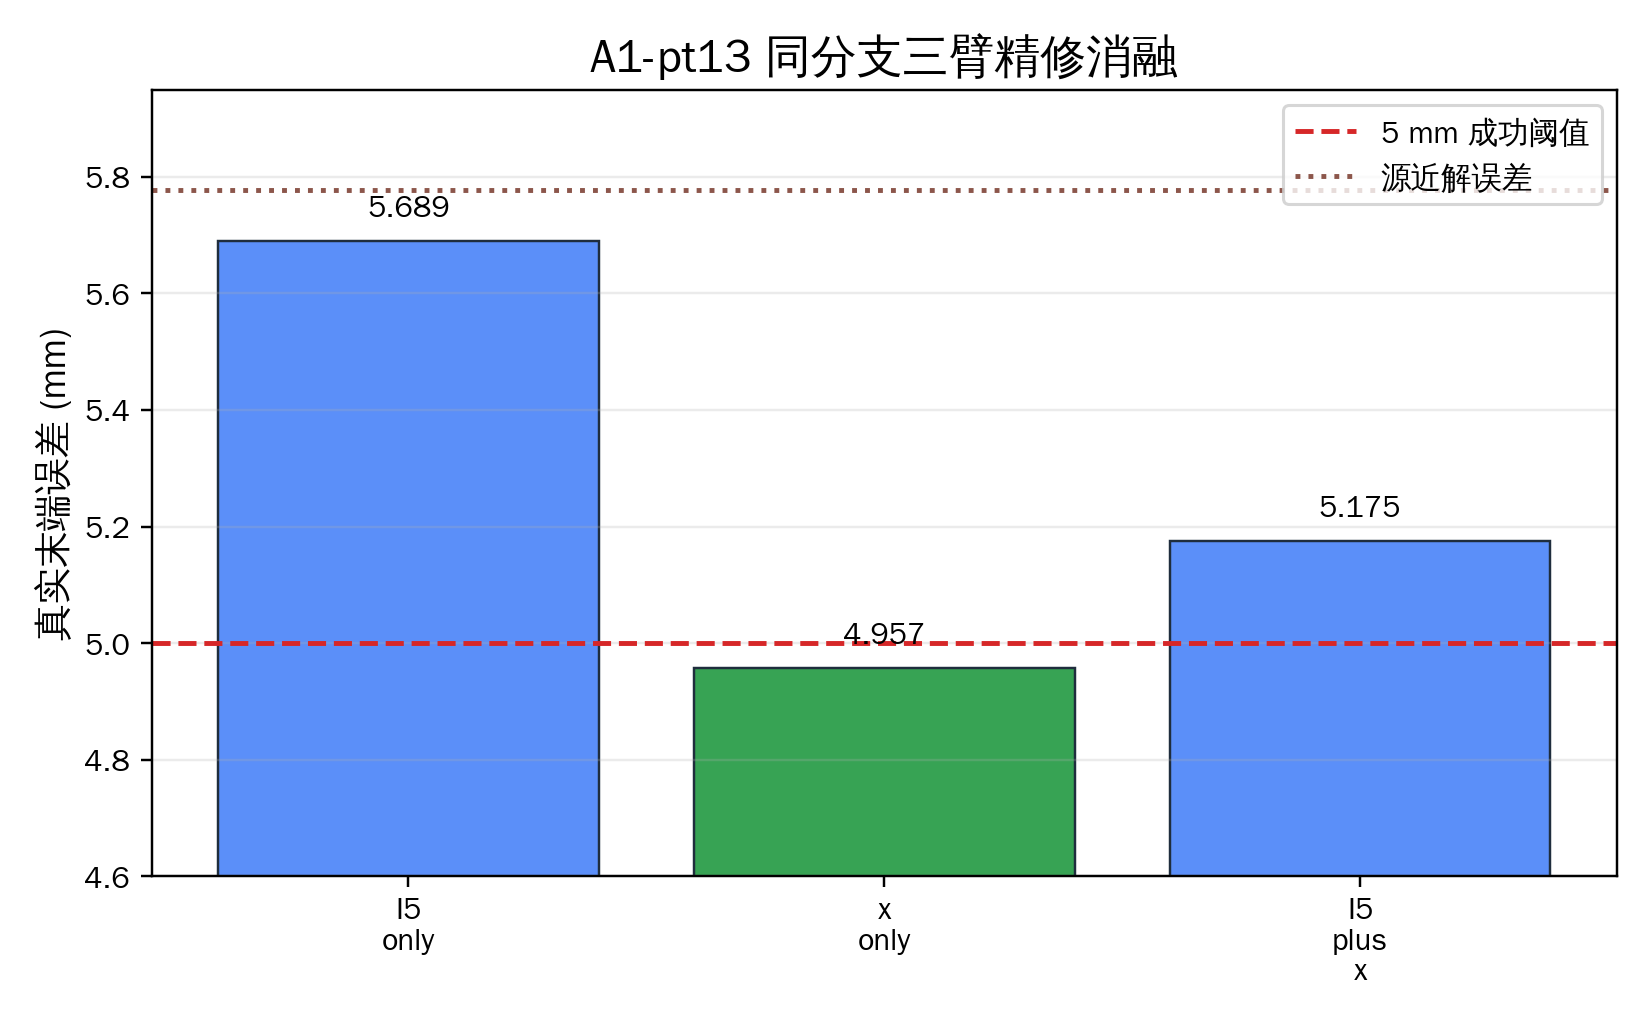 A1-pt13 同分支三臂精修消融
5 mm 成功阈值
源近解误差
真实末端误差 (mm)
5.8
5.6
5.4
5.2
5.0
4.8
4.6
5.689
4.957
5.175
I5
only
x
only
I5
plus
x